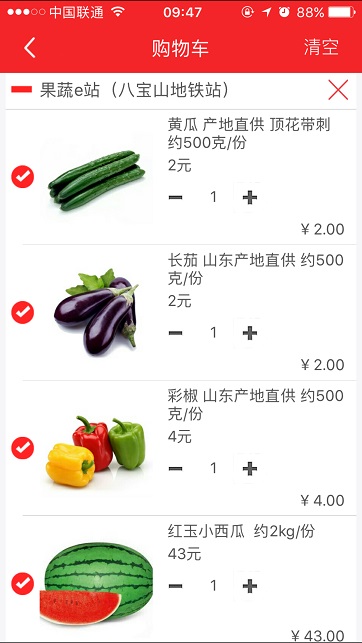 中国联通 09:47 88%
购物车 清空
果蔬e站（八宝山地铁站）
黄瓜 产地直供 顶花带刺
约500克/份
2元
1
¥ 2.00
长茄 山东产地直供 约500
克/份
2元
1
¥ 2.00
彩椒 山东产地直供 约500
克/份
4元
1
¥ 4.00
红玉小西瓜 约2kg/份
43元
1
¥ 43.00